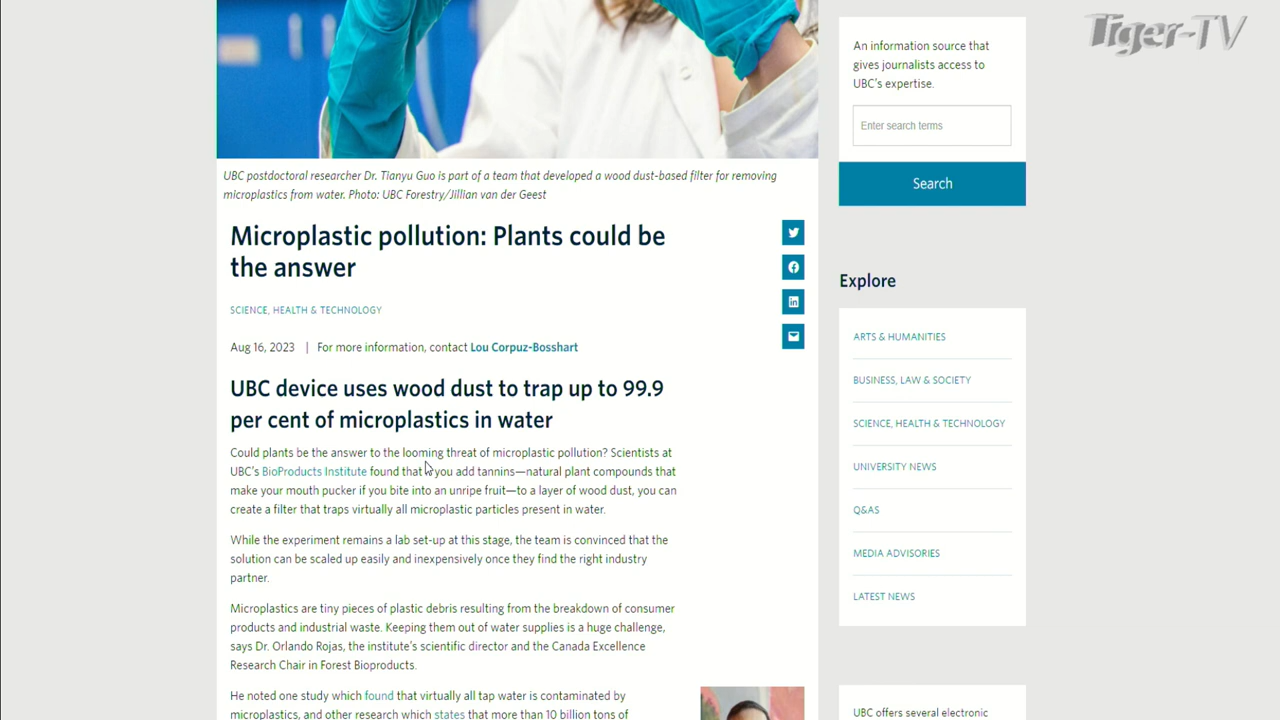 Tiger-TV
An information source that
gives journalists access to
UBC's expertise.
Enter search terms
Search
UBC postdoctoral researcher Dr. Tianyu Guo is part of a team that developed a wood dust-based filter for removing
microplastics from water. Photo: UBC Forestry/Jillian van der Geest
Microplastic pollution: Plants could be
the answer
SCIENCE, HEALTH & TECHNOLOGY
Aug 16, 2023 | For more information, contact Lou Corpuz-Bosshart
UBC device uses wood dust to trap up to 99.9
per cent of microplastics in water
Could plants be the answer to the looming threat of microplastic pollution? Scientists at
UBC's BioProducts Institute found that you add tannins—natural plant compounds that
make your mouth pucker if you bite into an unripe fruit—to a layer of wood dust, you can
create a filter that traps virtually all microplastic particles present in water.
While the experiment remains a lab set-up at this stage, the team is convinced that the
solution can be scaled up easily and inexpensively once they find the right industry
partner.
Microplastics are tiny pieces of plastic debris resulting from the breakdown of consumer
products and industrial waste. Keeping them out of water supplies is a huge challenge,
says Dr. Orlando Rojas, the institute's scientific director and the Canada Excellence
Research Chair in Forest Bioproducts.
He noted one study which found that virtually all tap water is contaminated by
microplastics, and other research which states that more than 10 billion tons of
Explore
ARTS & HUMANITIES
BUSINESS, LAW & SOCIETY
SCIENCE, HEALTH & TECHNOLOGY
UNIVERSITY NEWS
Q&AS
MEDIA ADVISORIES
LATEST NEWS
UBC offers several electronic